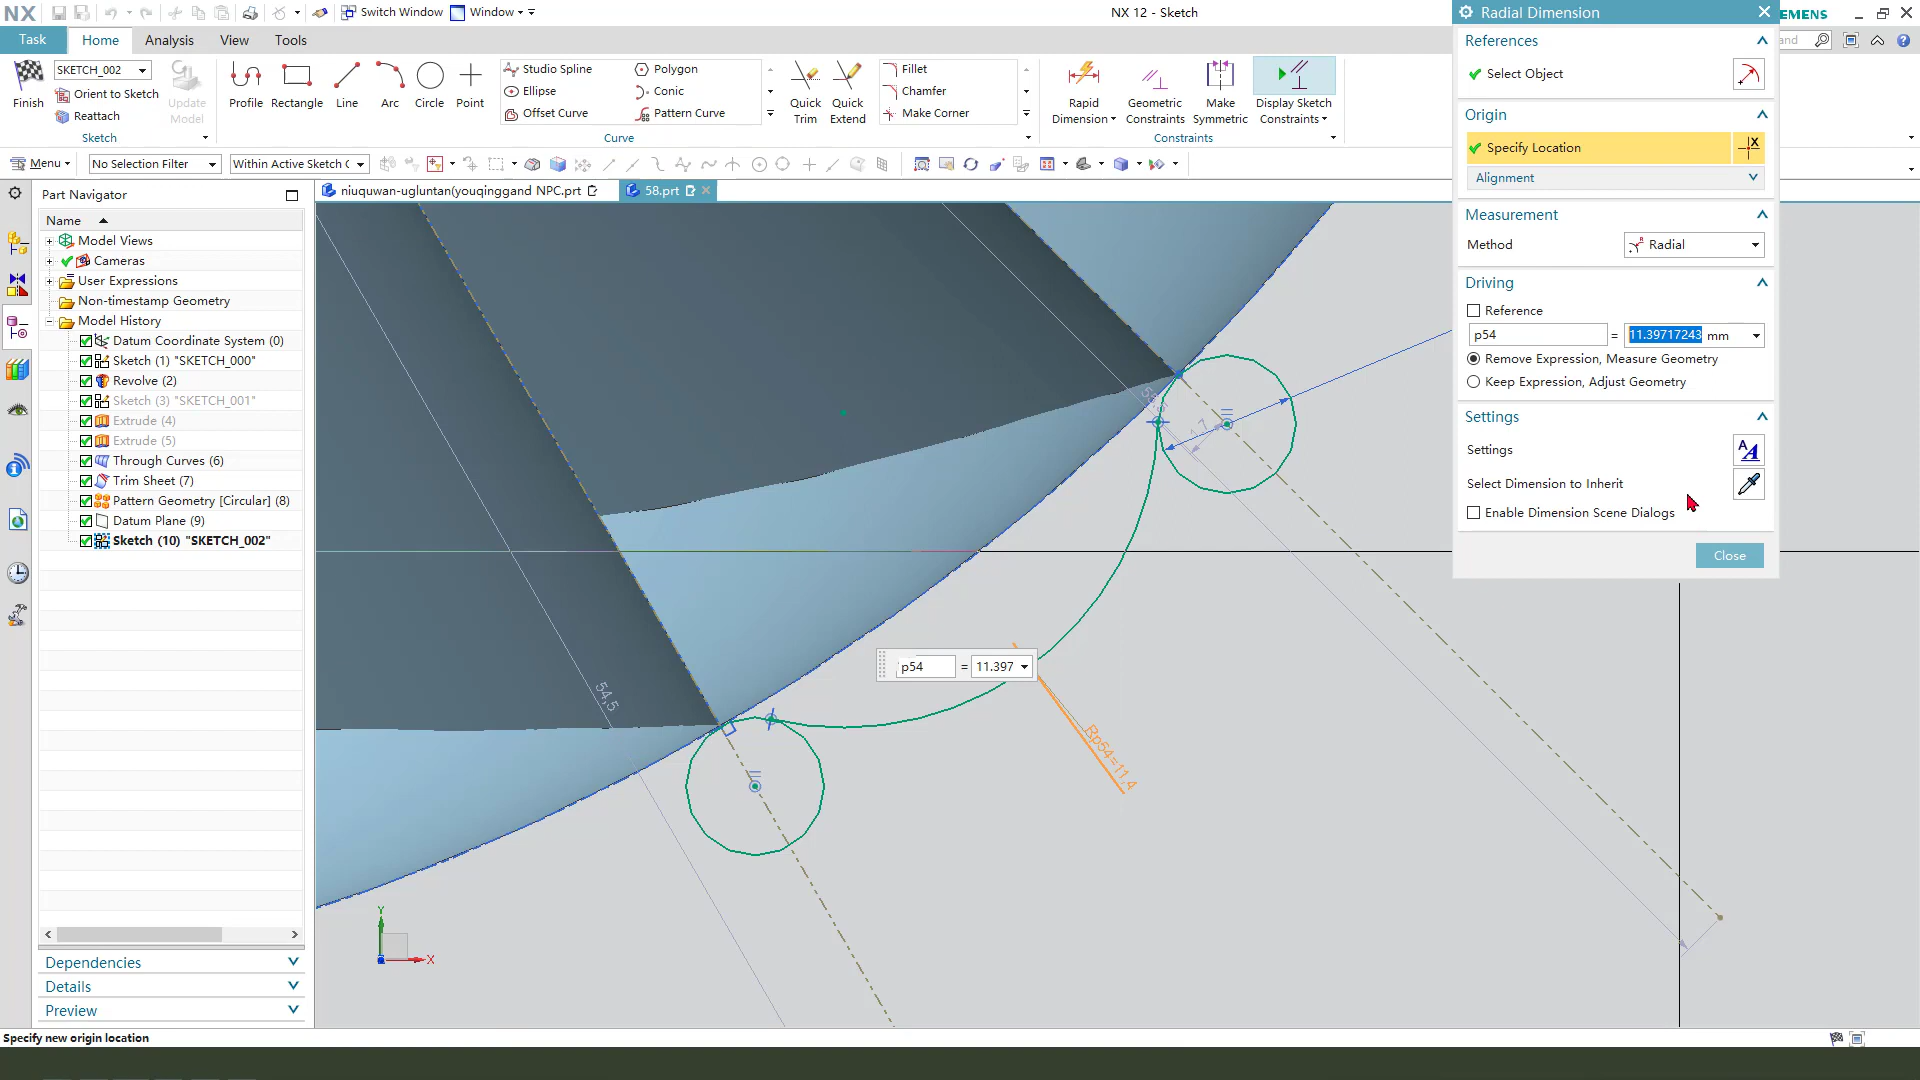 NX
Switch Window
Window
NX 12 - Sketch
EMENS
Task
Home
Analysis
View
Tools
and
Finish
SKETCH_002
Orient to Sketch
Reattach
Update
Model
Profile
Rectangle
Line
Arc
Circle
Point
Studio Spline
Ellipse
Offset Curve
Polygon
Conic
Pattern Curve
Quick
Trim
Quick
Extend
Fillet
Chamfer
Make Corner
Rapid
Dimension
Geometric
Constraints
Make
Symmetric
Display Sketch
Constraints
Sketch
Curve
Constraints
Menu
No Selection Filter
Within Active Sketch C
Part Navigator
niuquwan-ugluntan(youqinggand NPC.prt
58.prt
Name
Model Views
Cameras
User Expressions
Non-timestamp Geometry
Model History
Datum Coordinate System (0)
Sketch (1) "SKETCH_000"
Revolve (2)
Sketch (3) "SKETCH_001"
Extrude (4)
Extrude (5)
Through Curves (6)
Trim Sheet (7)
Pattern Geometry [Circular] (8)
Datum Plane (9)
Sketch (10) "SKETCH_002"
Dependencies
Details
Preview
54,5
1,7
p54
=
11.397
Rp54=11,4
Y
X
Radial Dimension
References
Select Object
Origin
Specify Location
Alignment
Measurement
Method
Radial
Driving
Reference
p54
=
11.39717243
mm
Remove Expression, Measure Geometry
Keep Expression, Adjust Geometry
Settings
Settings
Select Dimension to Inherit
Enable Dimension Scene Dialogs
Close
Specify new origin location